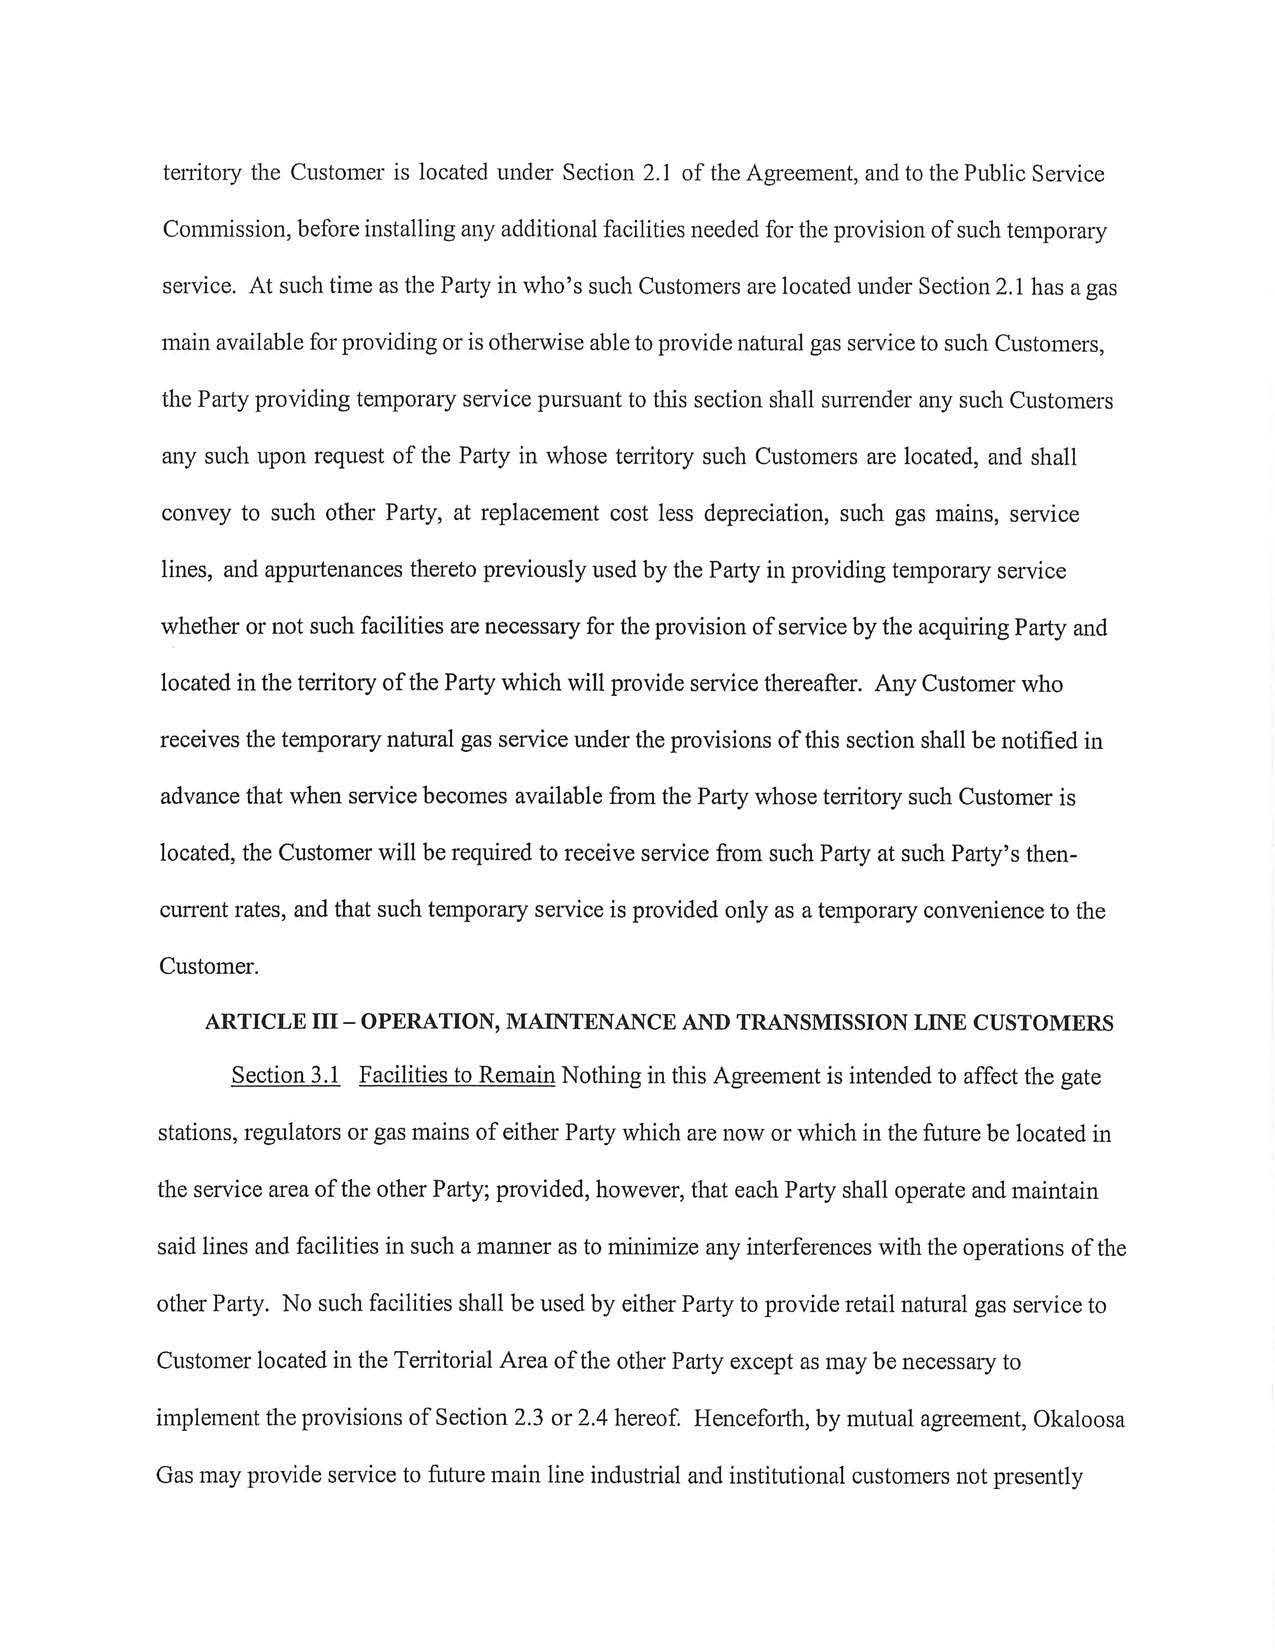 territory the Customer is located under Section 2.1 of the Agreement, and to the Public Service
Commission, before installing any additional facilities needed for the provision of such temporary
service. At such time as the Party in who's such Customers are located under Section 2.1 has a gas
main available for providing or is otherwise able to provide natural gas service to such Customers,
the Party providing temporary service pursuant to this section shall surrender any such Customers
any such upon request of the Party in whose territory such Customers are located, and shall
convey to such other Party, at replacement cost less depreciation, such gas mains, service
lines, and appurtenances thereto previously used by the Party in providing temporary service
whether or not such facilities are necessary for the provision of service by the acquiring Party and
located in the territory of the Party which will provide service thereafter. Any Customer who
receives the temporary natural gas service under the provisions of this section shall be notified in
advance that when service becomes available from the Party whose territory such Customer is
located, the Customer will be required to receive service from such Party at such Party's then-
current rates, and that such temporary service is provided only as a temporary convenience to the
Customer.
ARTICLE III – OPERATION, MAINTENANCE AND TRANSMISSION LINE CUSTOMERS
Section 3.1 Facilities to Remain Nothing in this Agreement is intended to affect the gate
stations, regulators or gas mains of either Party which are now or which in the future be located in
the service area of the other Party; provided, however, that each Party shall operate and maintain
said lines and facilities in such a manner as to minimize any interferences with the operations of the
other Party. No such facilities shall be used by either Party to provide retail natural gas service to
Customer located in the Territorial Area of the other Party except as may be necessary to
implement the provisions of Section 2.3 or 2.4 hereof. Henceforth, by mutual agreement, Okaloosa
Gas may provide service to future main line industrial and institutional customers not presently